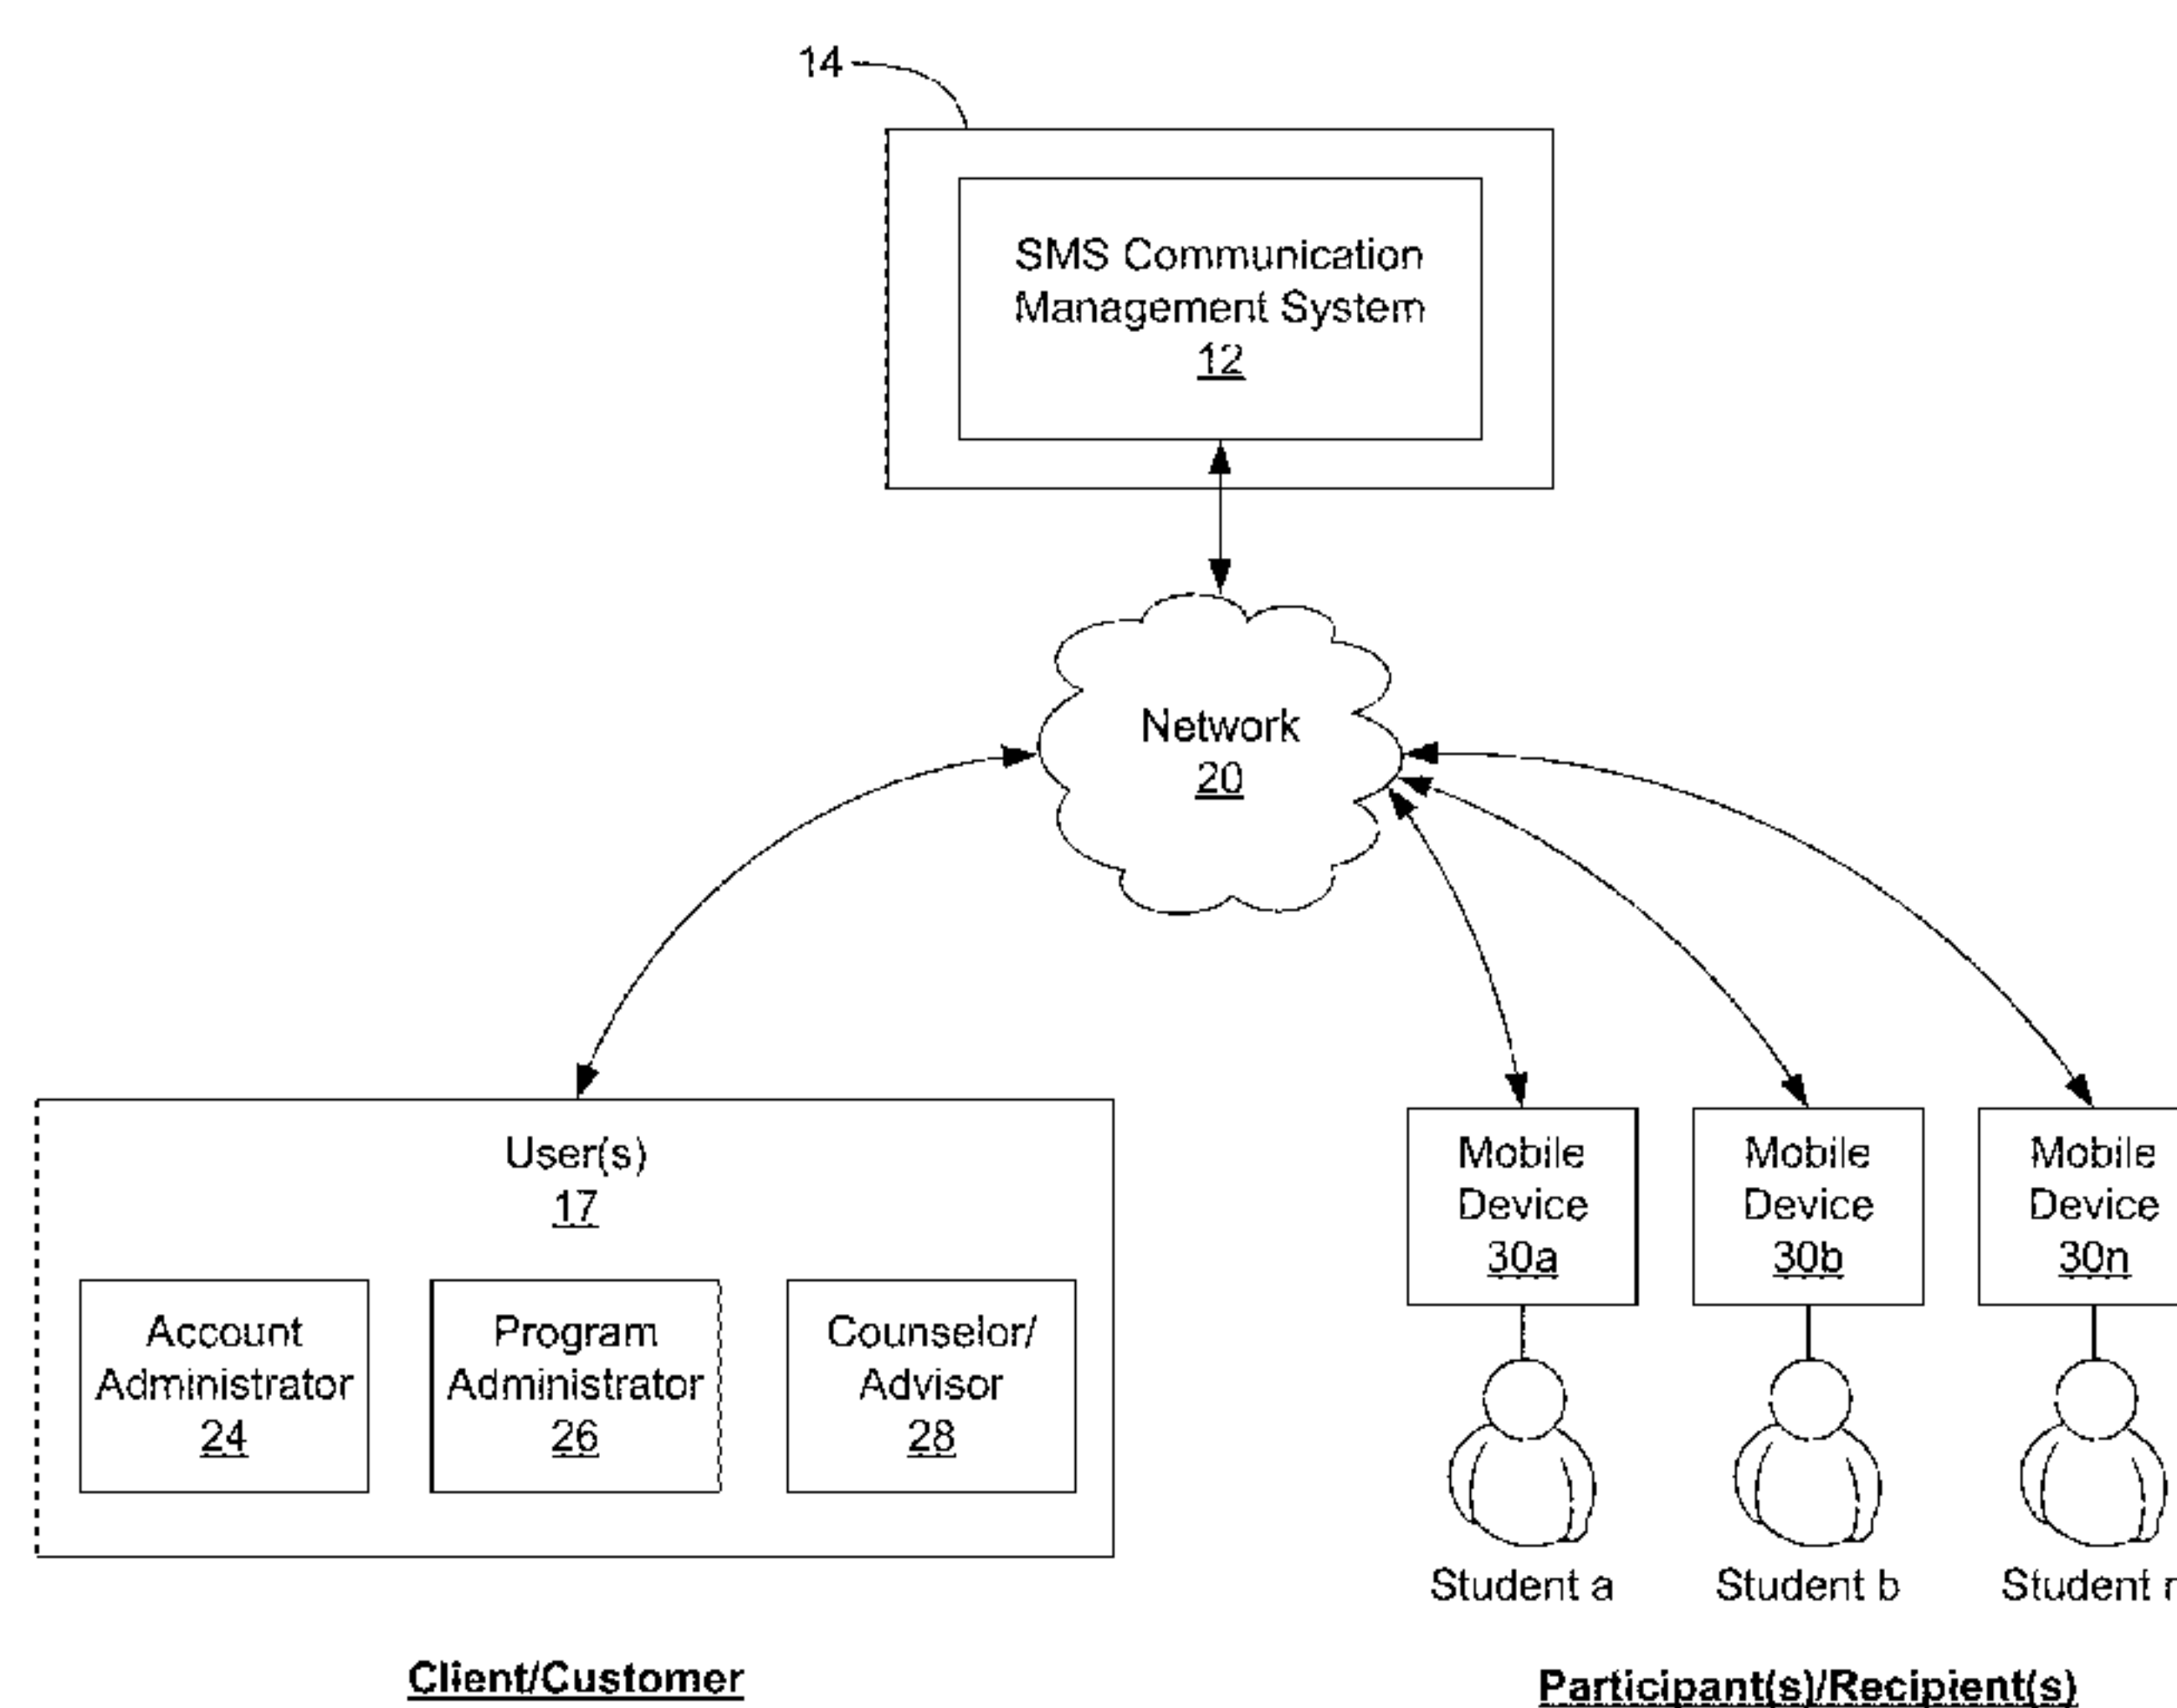 14
SMS Communication
Management System
12
Network
20
User(s)
17
Account
Administrator
24
Program
Administrator
26
Counselor/
Advisor
28
Mobile
Device
30a
Mobile
Device
30b
Mobile
Device
30n
Student a
Student b
Student
Client/Customer
Participant(s)/Recipient(s)